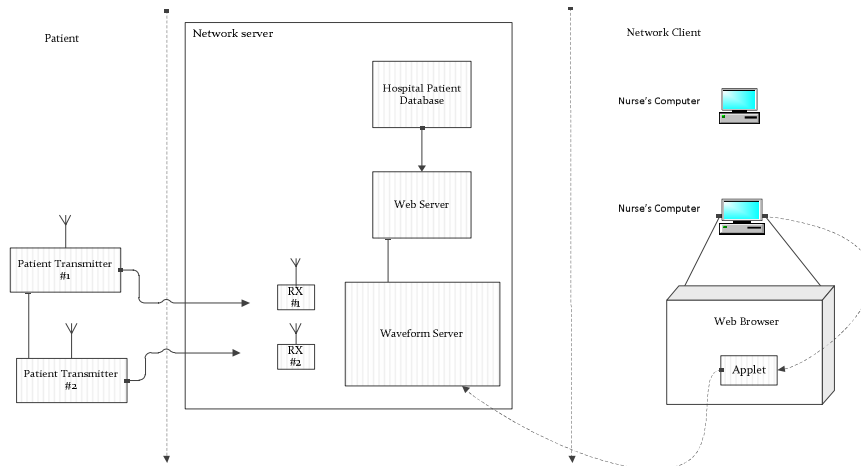 Patient
Network server
Network Client
Hospital Patient
Database
Nurse's Computer
Web Server
Nurse's Computer
Patient Transmitter
#1
RX
#1
Waveform Server
Web Browser
RX
#2
Patient Transmitter
#2
Applet